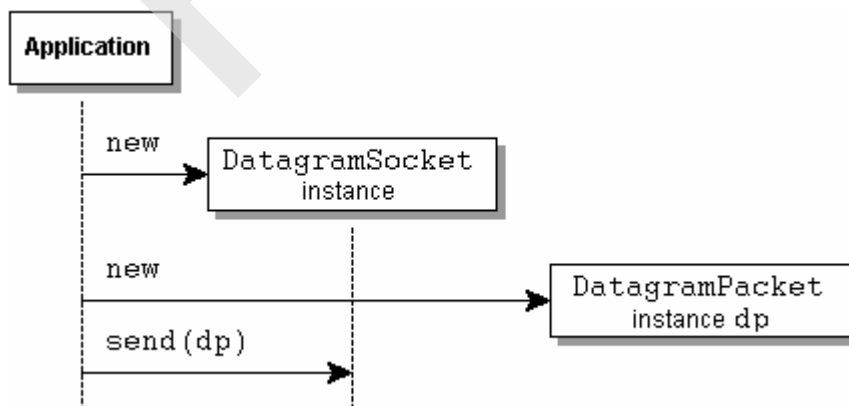 Application
new
DatagramSocket
instance
new
DatagramPacket
instance dp
send(dp)